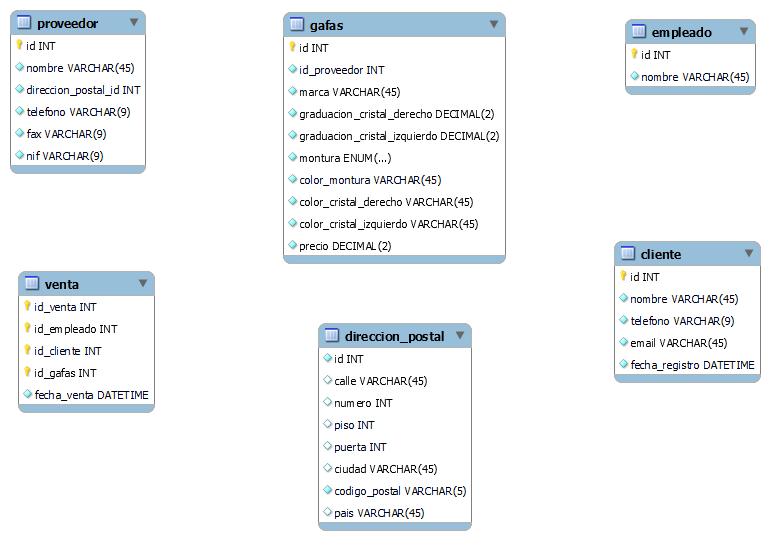 proveedor
id INT
nombre VARCHAR(45)
direccion_postal_id INT
telefono VARCHAR(9)
fax VARCHAR(9)
nif VARCHAR(9)
gafas
id INT
id_proveedor INT
marca VARCHAR(45)
graduacion_cristal_derecho DECIMAL(2)
graduacion_cristal_izquierdo DECIMAL(2)
montura ENUM(...)
color_montura VARCHAR(45)
color_cristal_derecho VARCHAR(45)
color_cristal_izquierdo VARCHAR(45)
precio DECIMAL(2)
empleado
id INT
nombre VARCHAR(45)
venta
id_venta INT
id_empleado INT
id_cliente INT
id_gafas INT
fecha_venta DATETIME
direccion_postal
id INT
calle VARCHAR(45)
numero INT
piso INT
puerta INT
ciudad VARCHAR(45)
codigo_postal VARCHAR(5)
pais VARCHAR(45)
cliente
id INT
nombre VARCHAR(45)
telefono VARCHAR(9)
email VARCHAR(45)
fecha_registro DATETIME